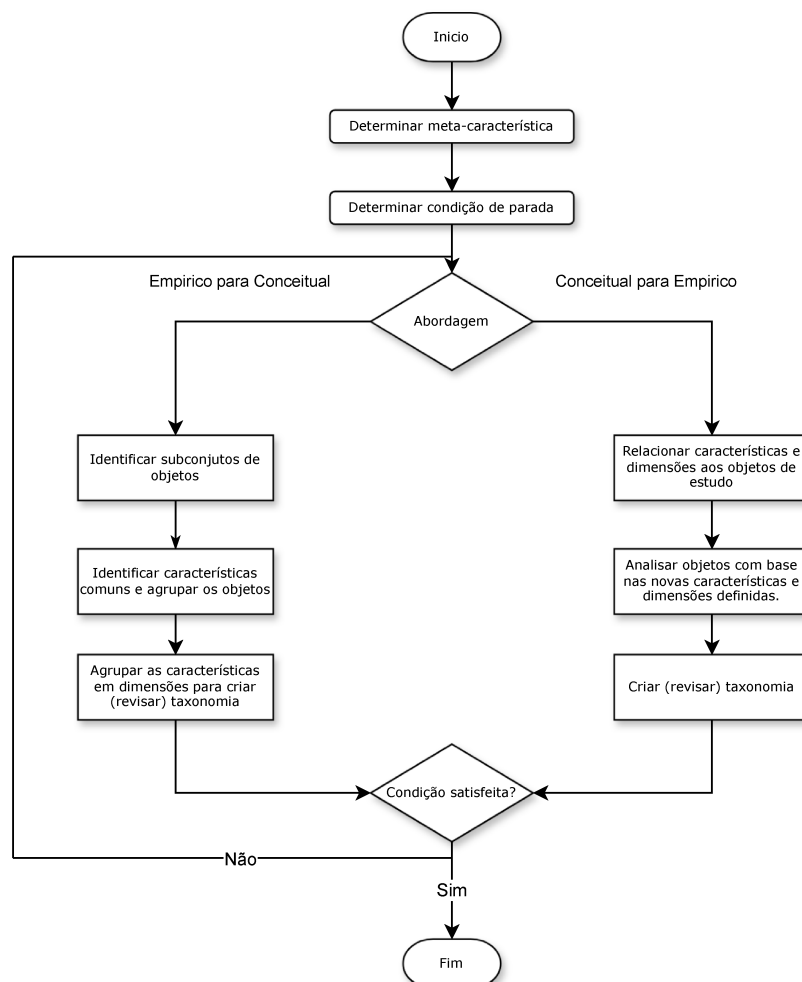 Inicio
Determinar meta-característica
Determinar condição de parada
Empirico para Conceitual
Conceitual para Empirico
Abordagem
Identificar subconjutos de
objetos
Relacionar características e
dimensões aos objetos de
estudo
Identificar características
comuns e agrupar os objetos
Analisar objetos com base
nas novas características e
dimensões definidas.
Agrupar as características
em dimensões para criar
(revisar) taxonomia
Criar (revisar) taxonomia
Condição satisfeita?
Não
Sim
Fim